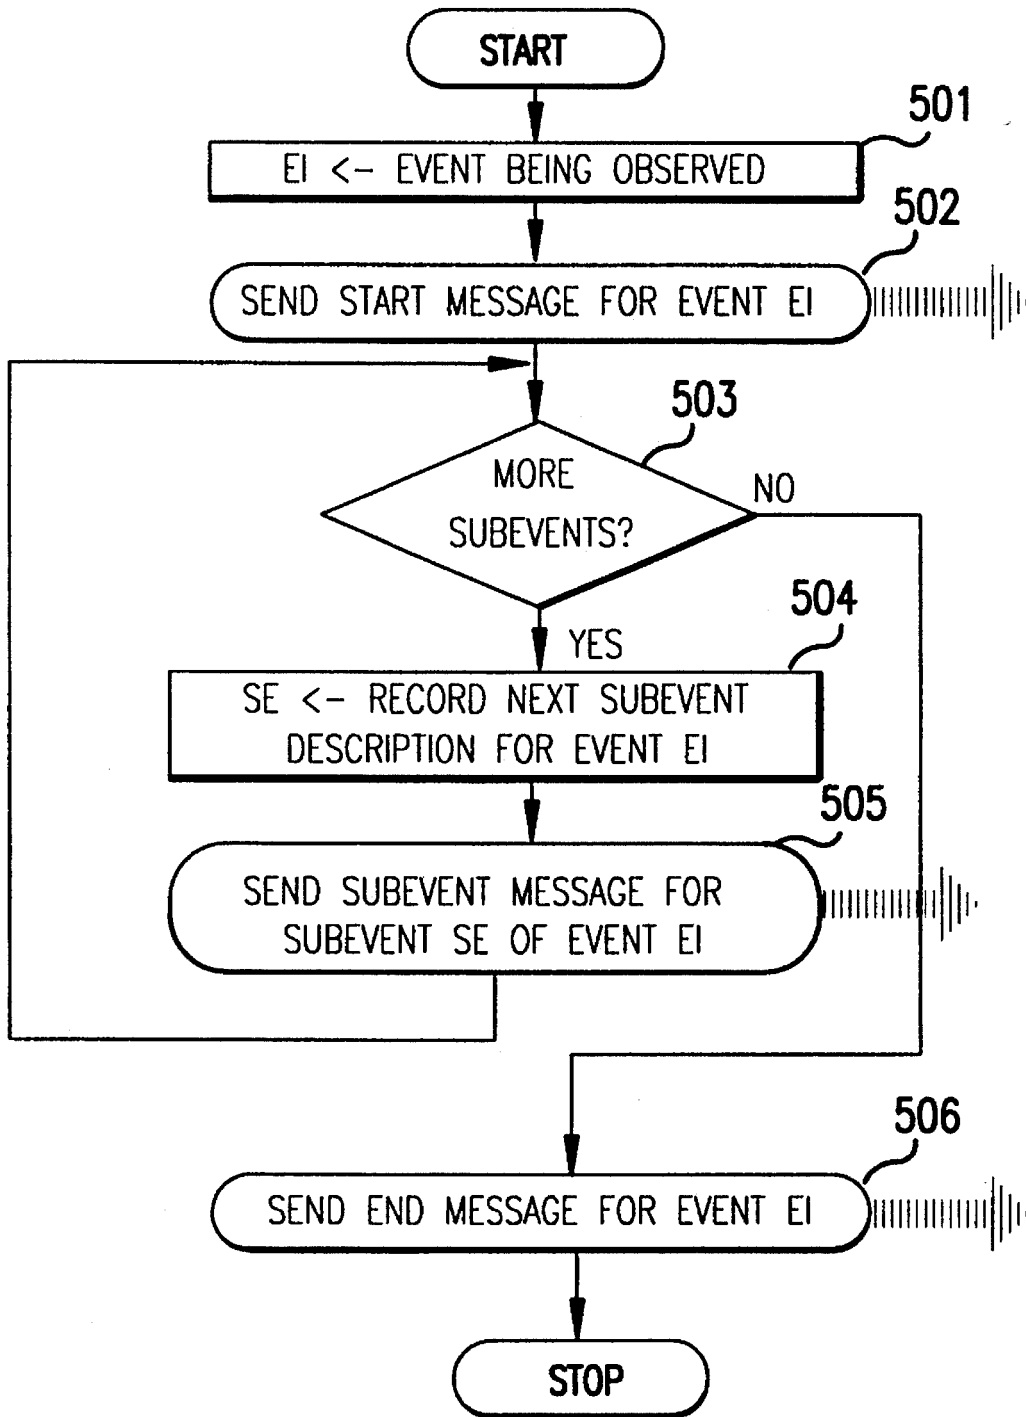 START
501
EI <- EVENT BEING OBSERVED
502
SEND START MESSAGE FOR EVENT EI
503
MORE
SUBEVENTS?
NO
YES
504
SE <- RECORD NEXT SUBEVENT
DESCRIPTION FOR EVENT EI
505
SEND SUBEVENT MESSAGE FOR
SUBEVENT SE OF EVENT EI
506
SEND END MESSAGE FOR EVENT EI
STOP